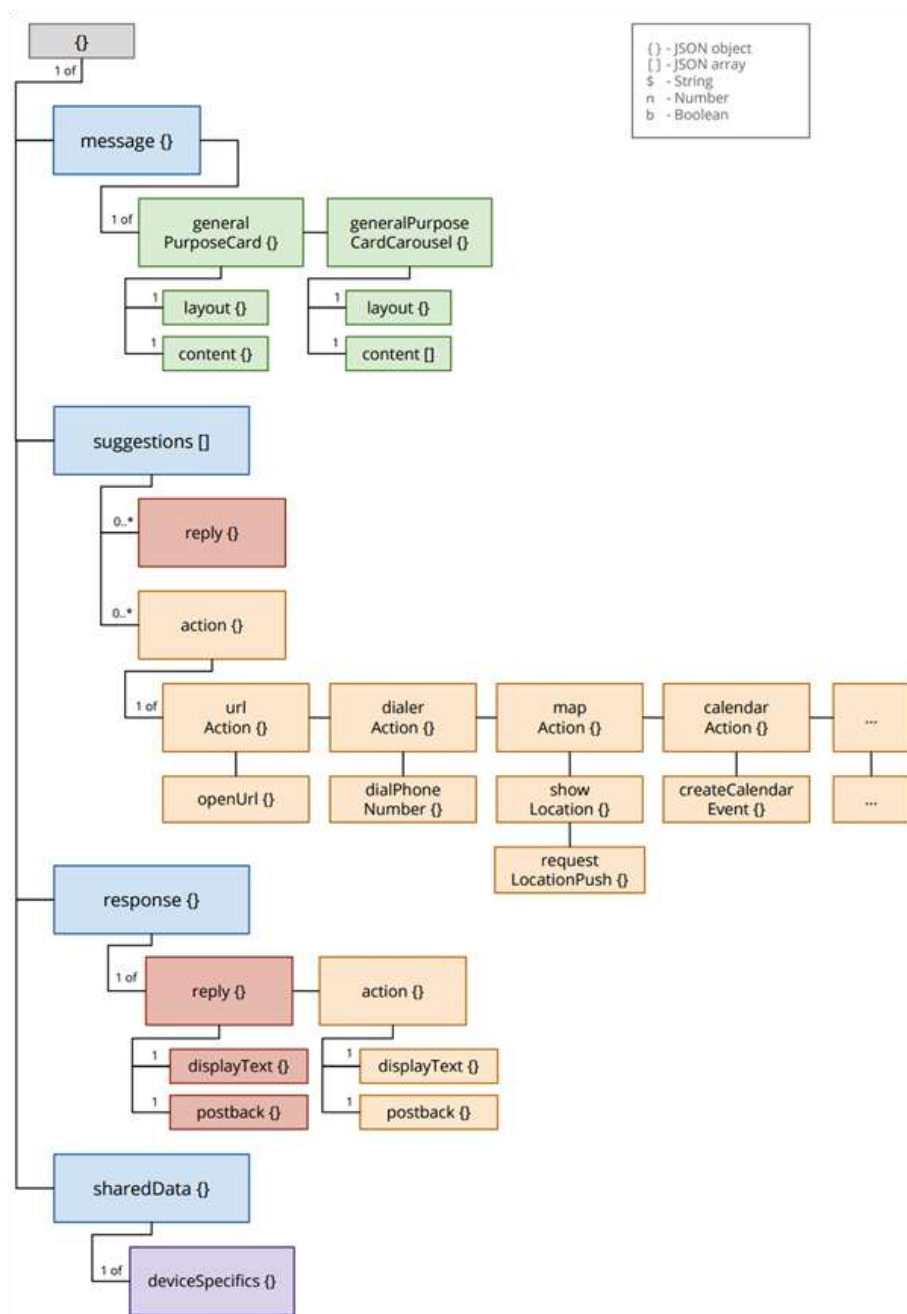 {}
{ } - JSON object
[ ] - JSON array
$ - String
n - Number
b - Boolean
1 of
message {}
1 of
general
PurposeCard {}
generalPurpose
CardCarousel {}
1
layout {}
1
layout {}
1
content {}
1
content []
suggestions []
0..*
reply {}
0..*
action {}
1 of
url
Action {}
dialer
Action {}
map
Action {}
calendar
Action {}
...
openUrl {}
dialPhone
Number {}
show
Location {}
createCalendar
Event {}
...
request
LocationPush {}
response {}
1 of
reply {}
action {}
1
displayText {}
1
displayText {}
1
postback {}
1
postback {}
sharedData {}
1 of
deviceSpecifics {}